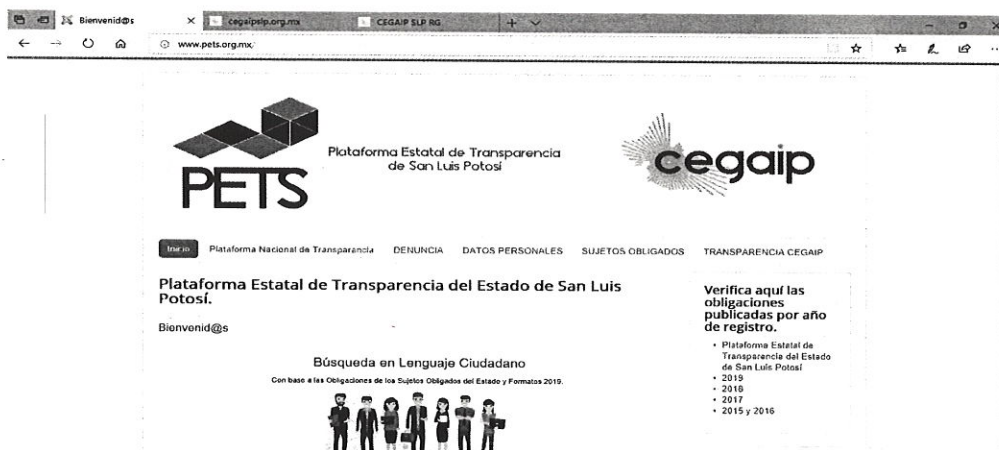 Bienvenid@s
cegaipslp.org.mx
CEGAIP SLP RG
www.pets.org.mx/
PETS
Plataforma Estatal de Transparencia
de San Luis Potosí
cegaip
Inicio
Plataforma Nacional de Transparencia
DENUNCIA
DATOS PERSONALES
SUJETOS OBLIGADOS
TRANSPARENCIA CEGAIP
Plataforma Estatal de Transparencia del Estado de San Luis
Potosí.
Bienvenid@s
Búsqueda en Lenguaje Ciudadano
Con base a las Obligaciones de los Sujetos Obligados del Estado y Formatos 2019.
Verifica aquí las
obligaciones
publicadas por año
de registro.
• Plataforma Estatal de
Transparencia del Estado
de San Luis Potosí
• 2019
• 2018
• 2017
• 2015 y 2016